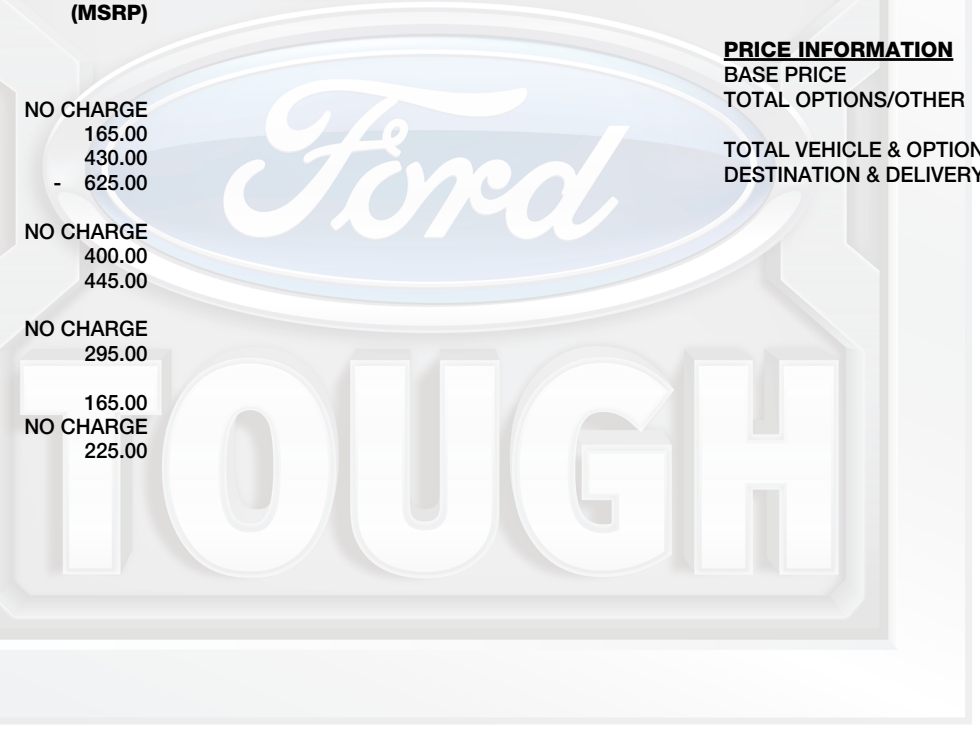 (MSRP)
NO CHARGE
165.00
430.00
- 625.00
NO CHARGE
400.00
445.00
NO CHARGE
295.00
165.00
NO CHARGE
225.00
PRICE INFORMATION
BASE PRICE
TOTAL OPTIONS/OTHER
TOTAL VEHICLE & OPTION
DESTINATION & DELIVERY
Ford
TOUGH